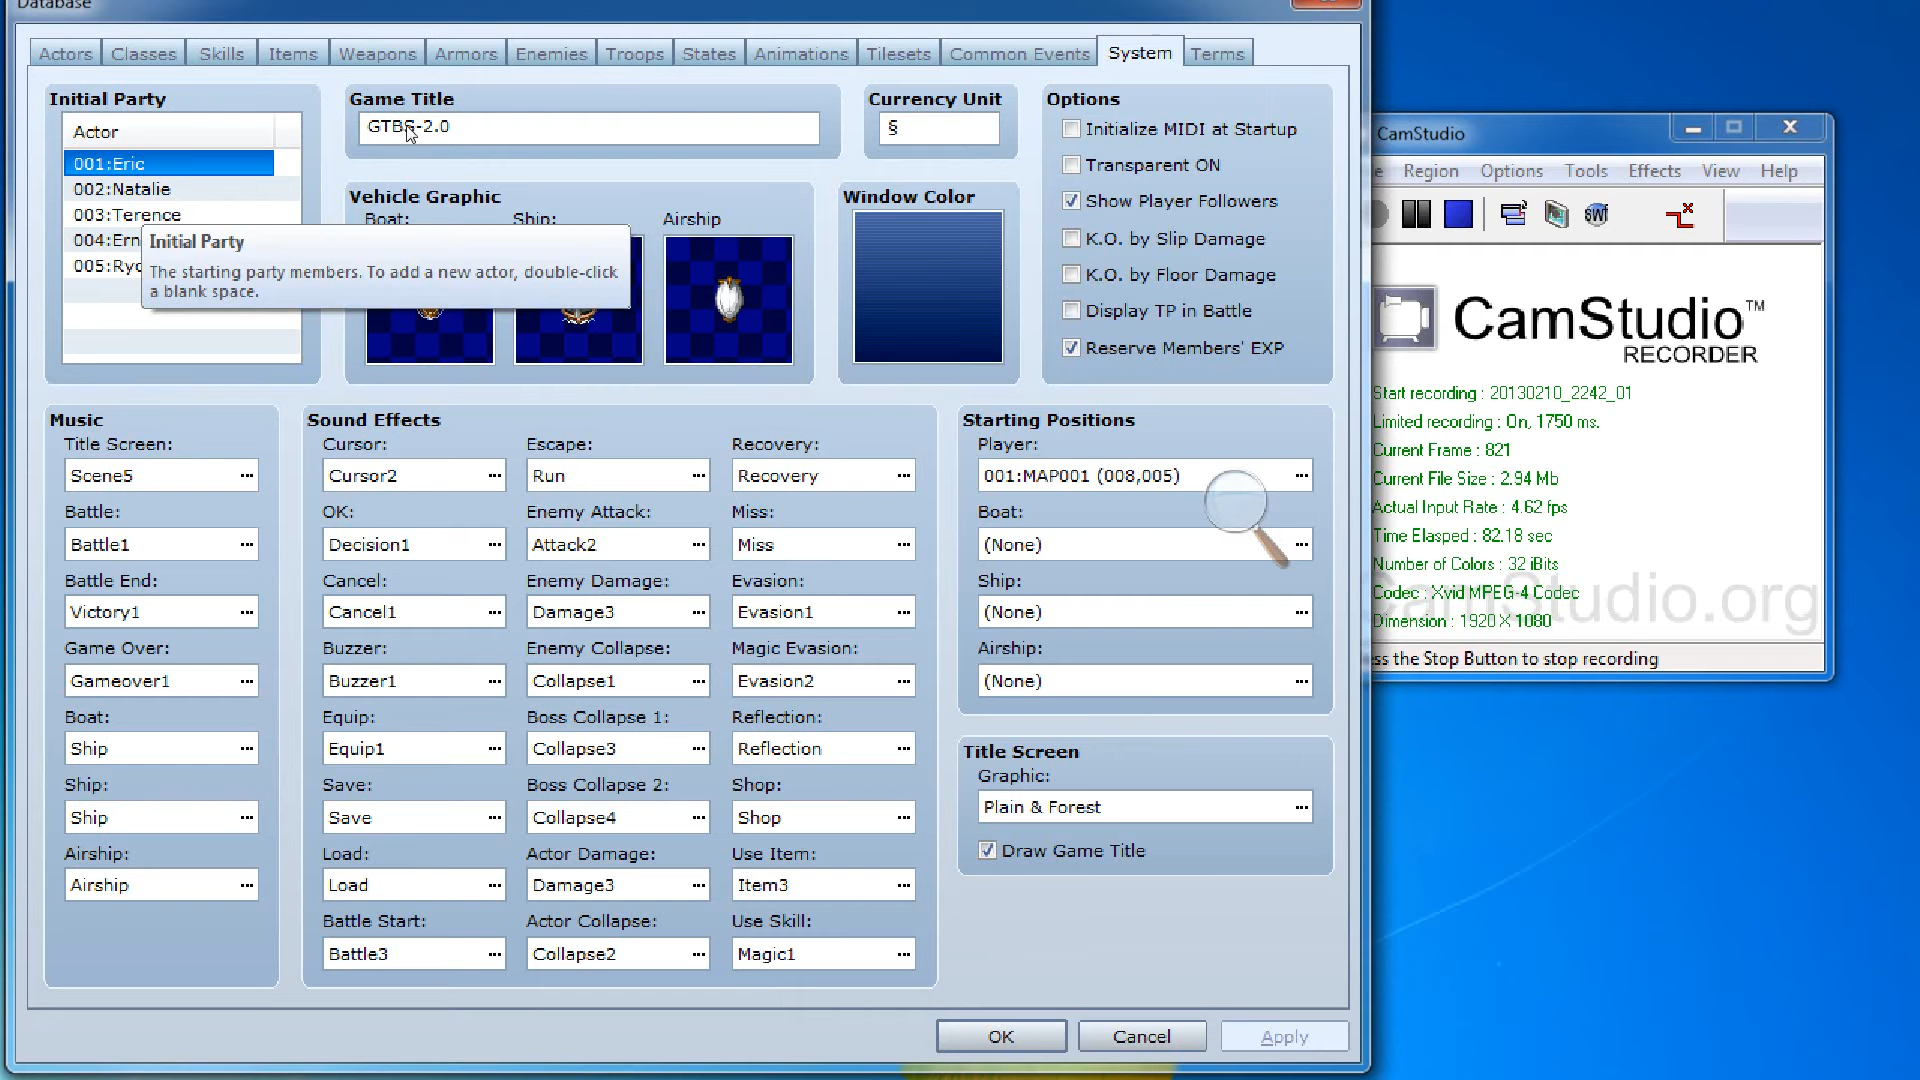 Database
Actors Classes Skills Items Weapons Armors Enemies Troops States Animations Tilesets Common Events System Terms
Initial Party
Actor
001:Eric
002:Natalie
003:Terence
004:Ern
005:Ryo
Initial Party
The starting party members. To add a new actor, double-click
a blank space.
Game Title
GTBS-2.0
Currency Unit
§
Vehicle Graphic
Boat: Ship: Airship
Window Color
Options
Initialize MIDI at Startup
Transparent ON
Show Player Followers
K.O. by Slip Damage
K.O. by Floor Damage
Display TP in Battle
Reserve Members' EXP
Music
Title Screen:
Scene5 ...
Battle:
Battle1 ...
Battle End:
Victory1 ...
Game Over:
Gameover1 ...
Boat:
Ship ...
Ship:
Ship ...
Airship:
Airship ...
Sound Effects
Cursor: Escape: Recovery:
Cursor2 ... Run ... Recovery ...
OK: Enemy Attack: Miss:
Decision1 ... Attack2 ... Miss ...
Cancel: Enemy Damage: Evasion:
Cancel1 ... Damage3 ... Evasion1 ...
Buzzer: Enemy Collapse: Magic Evasion:
Buzzer1 ... Collapse1 ... Evasion2 ...
Equip: Boss Collapse 1: Reflection:
Equip1 ... Collapse3 ... Reflection ...
Save: Boss Collapse 2: Shop:
Save ... Collapse4 ... Shop ...
Load: Actor Damage: Use Item:
Load ... Damage3 ... Item3 ...
Battle Start: Actor Collapse: Use Skill:
Battle3 ... Collapse2 ... Magic1 ...
Starting Positions
Player:
001:MAP001 (008,005) ...
Boat:
(None) ...
Ship:
(None) ...
Airship:
(None) ...
Title Screen
Graphic:
Plain & Forest ...
Draw Game Title
OK Cancel Apply
CamStudio
e Region Options Tools Effects View Help
swf
CamStudio™
RECORDER
Start recording : 20130210_2242_01
Limited recording : On, 1750 ms.
Current Frame : 821
Current File Size : 2.94 Mb
Actual Input Rate : 4.62 fps
Time Elasped : 82.18 sec
Number of Colors : 32 iBits
Codec : Xvid MPEG-4 Codec
Dimension : 1920 X 1080
CamStudio.org
ss the Stop Button to stop recording